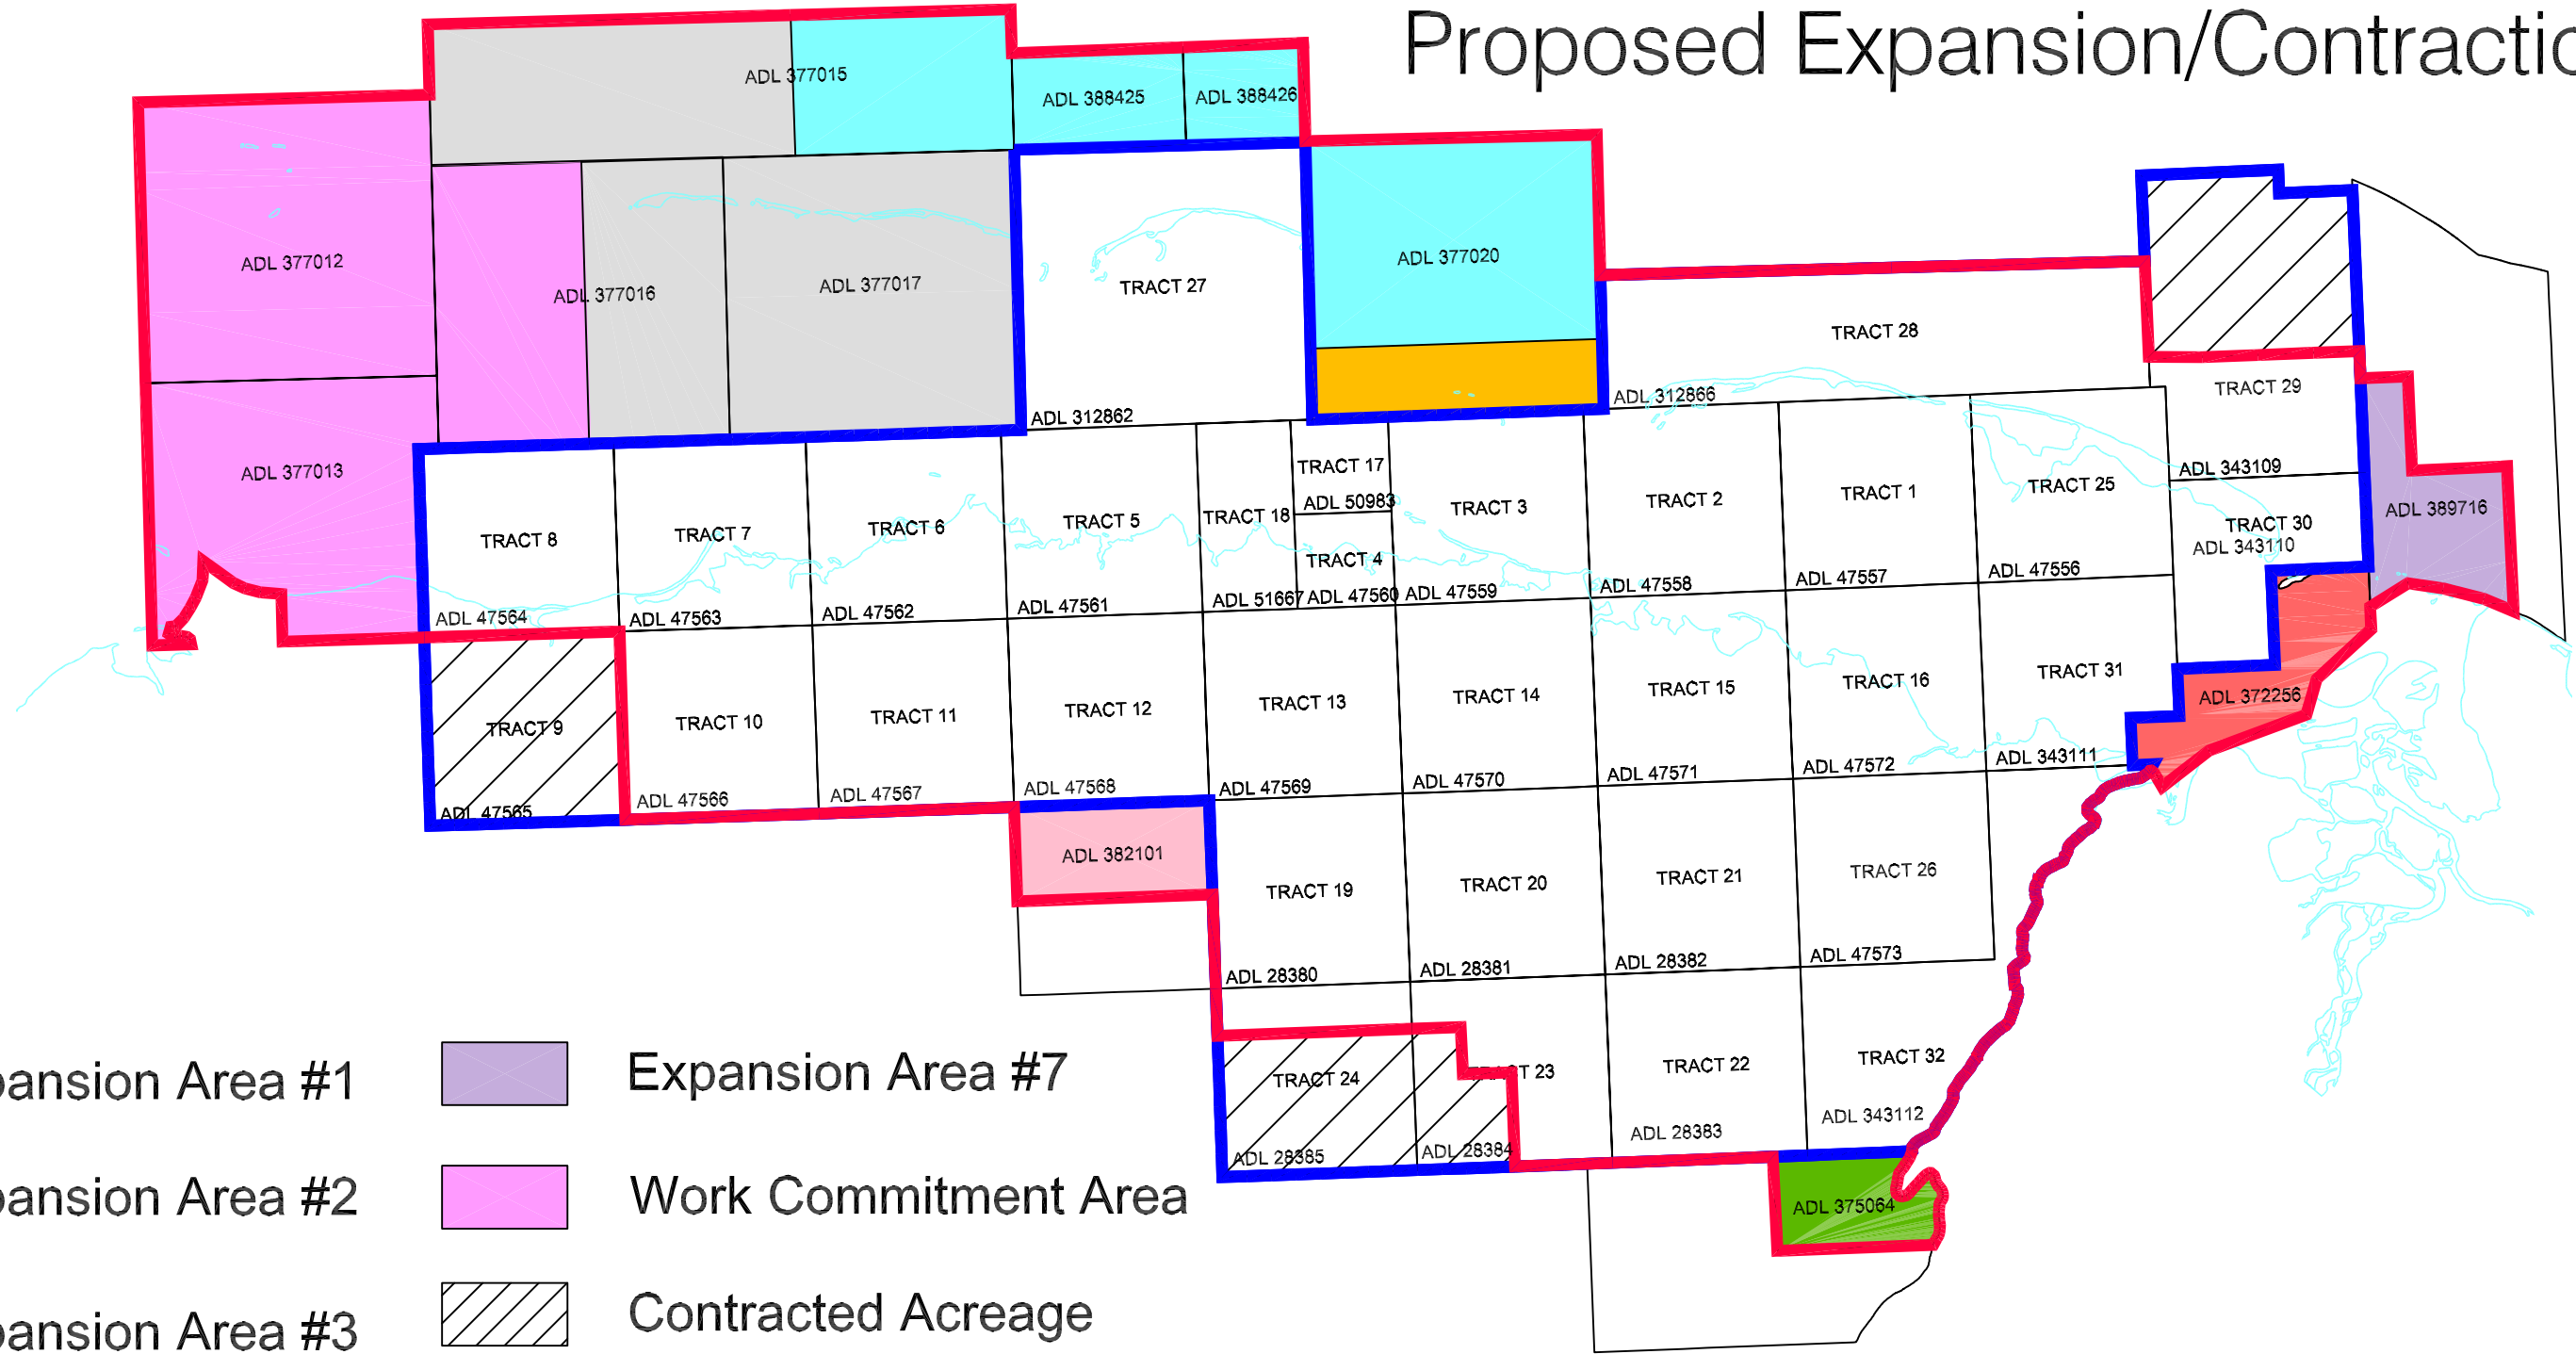 Proposed Expansion/Contractio
ADL 377015
ADL 388425
ADL 388426
ADL 377012
ADL 377016
ADL 377017
TRACT 27
ADL 377020
TRACT 28
TRACT 29
ADL 312862
ADL 312866
ADL 377013
ADL 343109
TRACT 8
TRACT 7
TRACT 6
TRACT 5
TRACT 18
TRACT 17
ADL 50983
TRACT 4
TRACT 3
TRACT 2
TRACT 1
TRACT 25
TRACT 30
ADL 343110
ADL 389716
ADL 47564
ADL 47563
ADL 47562
ADL 47561
ADL 51667
ADL 47560
ADL 47559
ADL 47558
ADL 47557
ADL 47556
TRACT 9
TRACT 10
TRACT 11
TRACT 12
TRACT 13
TRACT 14
TRACT 15
TRACT 16
TRACT 31
ADL 372256
ADL 47565
ADL 47566
ADL 47567
ADL 47568
ADL 47569
ADL 47570
ADL 47571
ADL 47572
ADL 343111
ADL 382101
TRACT 19
TRACT 20
TRACT 21
TRACT 26
ADL 28380
ADL 28381
ADL 28382
ADL 47573
TRACT 24
TRACT 23
TRACT 22
TRACT 32
ADL 28385
ADL 28384
ADL 28383
ADL 343112
ADL 375064
pansion Area #1
Expansion Area #7
pansion Area #2
Work Commitment Area
pansion Area #3
Contracted Acreage